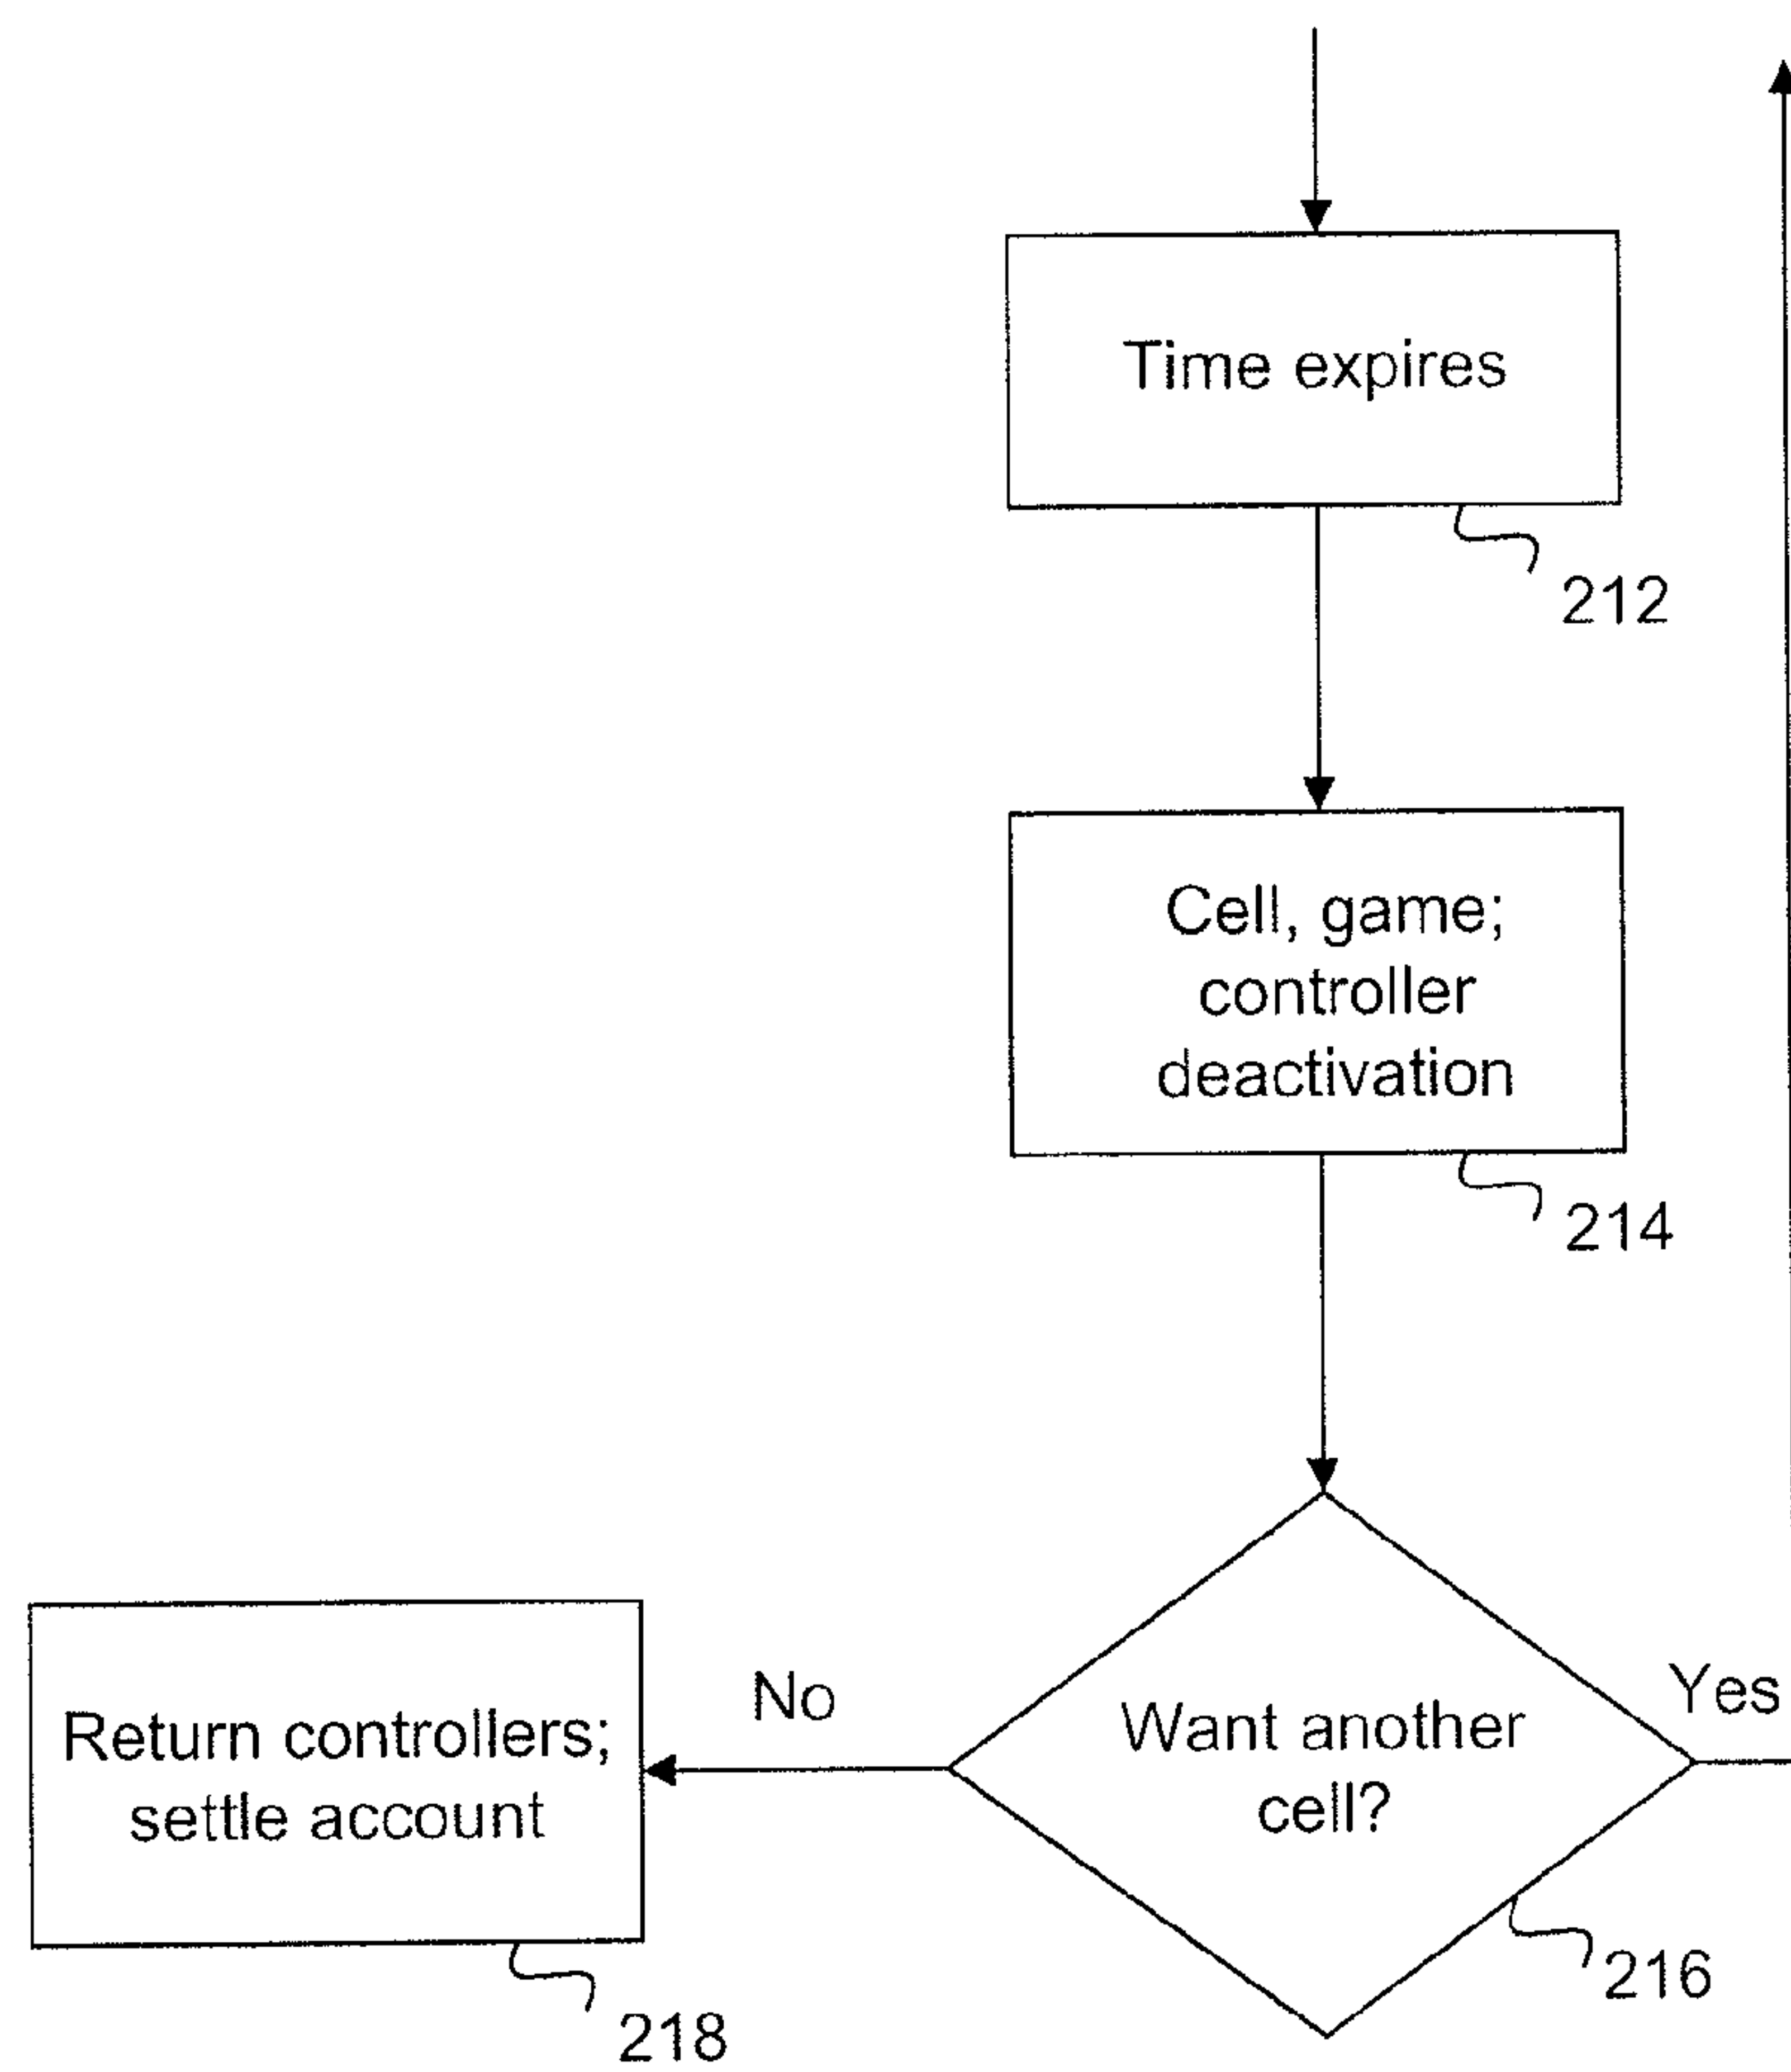 Time expires
212
Cell, game;
controller
deactivation
214
Want another
cell?
Yes
No
216
Return controllers;
settle account
218